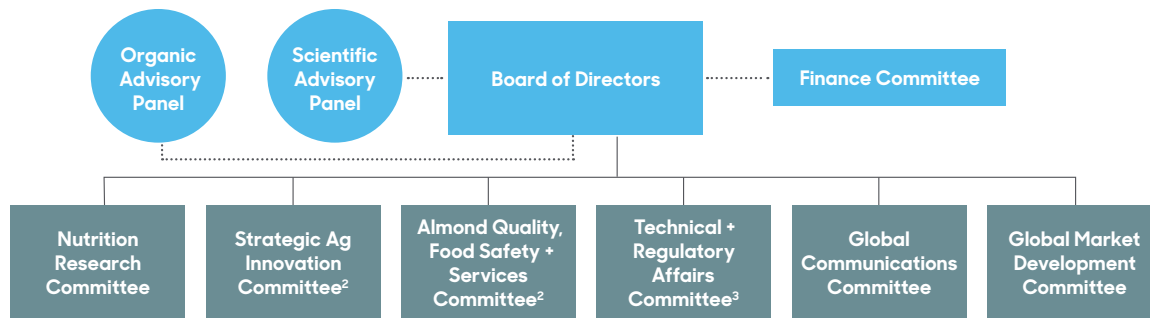 Organic
Advisory
Panel
Scientific
Advisory
Panel
Board of Directors
Finance Committee
Nutrition
Research
Committee
Strategic Ag
Innovation
Committee²
Almond Quality,
Food Safety +
Services
Committee²
Technical +
Regulatory
Affairs
Committee³
Global
Communications
Committee
Global Market
Development
Committee